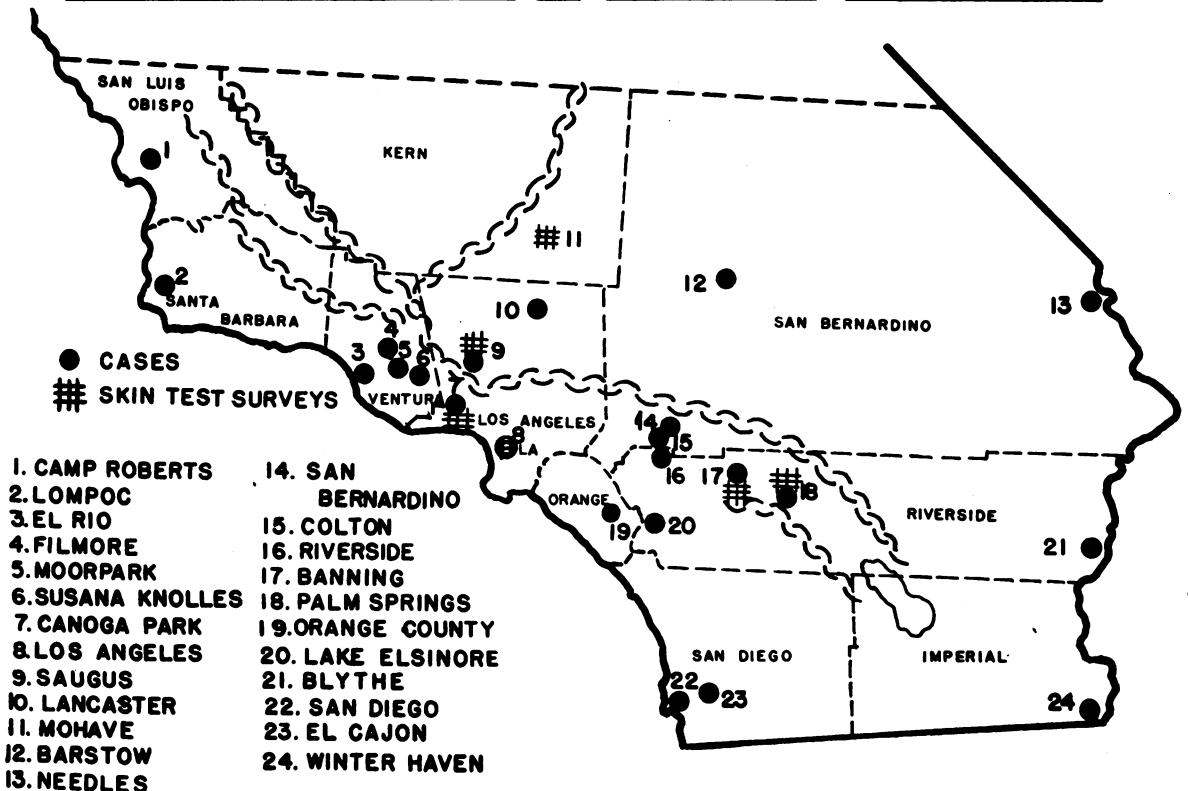 SAN LUIS
OBISPO
KERN
1
11
2
SANTA
BARBARA
12
SAN BERNARDINO
13
10
4
3
5
6
9
CASES
SKIN TEST SURVEYS
VENTURA
7
LOS ANGELES
8
LA
14
15
16
17
18
ORANGE
19
20
RIVERSIDE
21
SAN DIEGO
IMPERIAL
22
23
24
1. CAMP ROBERTS
2. LOMPOC
3. EL RIO
4. FILMORE
5. MOORPARK
6. SUSANA KNOLLES
7. CANOGA PARK
8. LOS ANGELES
9. SAUGUS
10. LANCASTER
11. MOHAVE
12. BARSTOW
13. NEEDLES
14. SAN
BERNARDINO
15. COLTON
16. RIVERSIDE
17. BANNING
18. PALM SPRINGS
19. ORANGE COUNTY
20. LAKE ELSINORE
21. BLYTHE
22. SAN DIEGO
23. EL CAJON
24. WINTER HAVEN